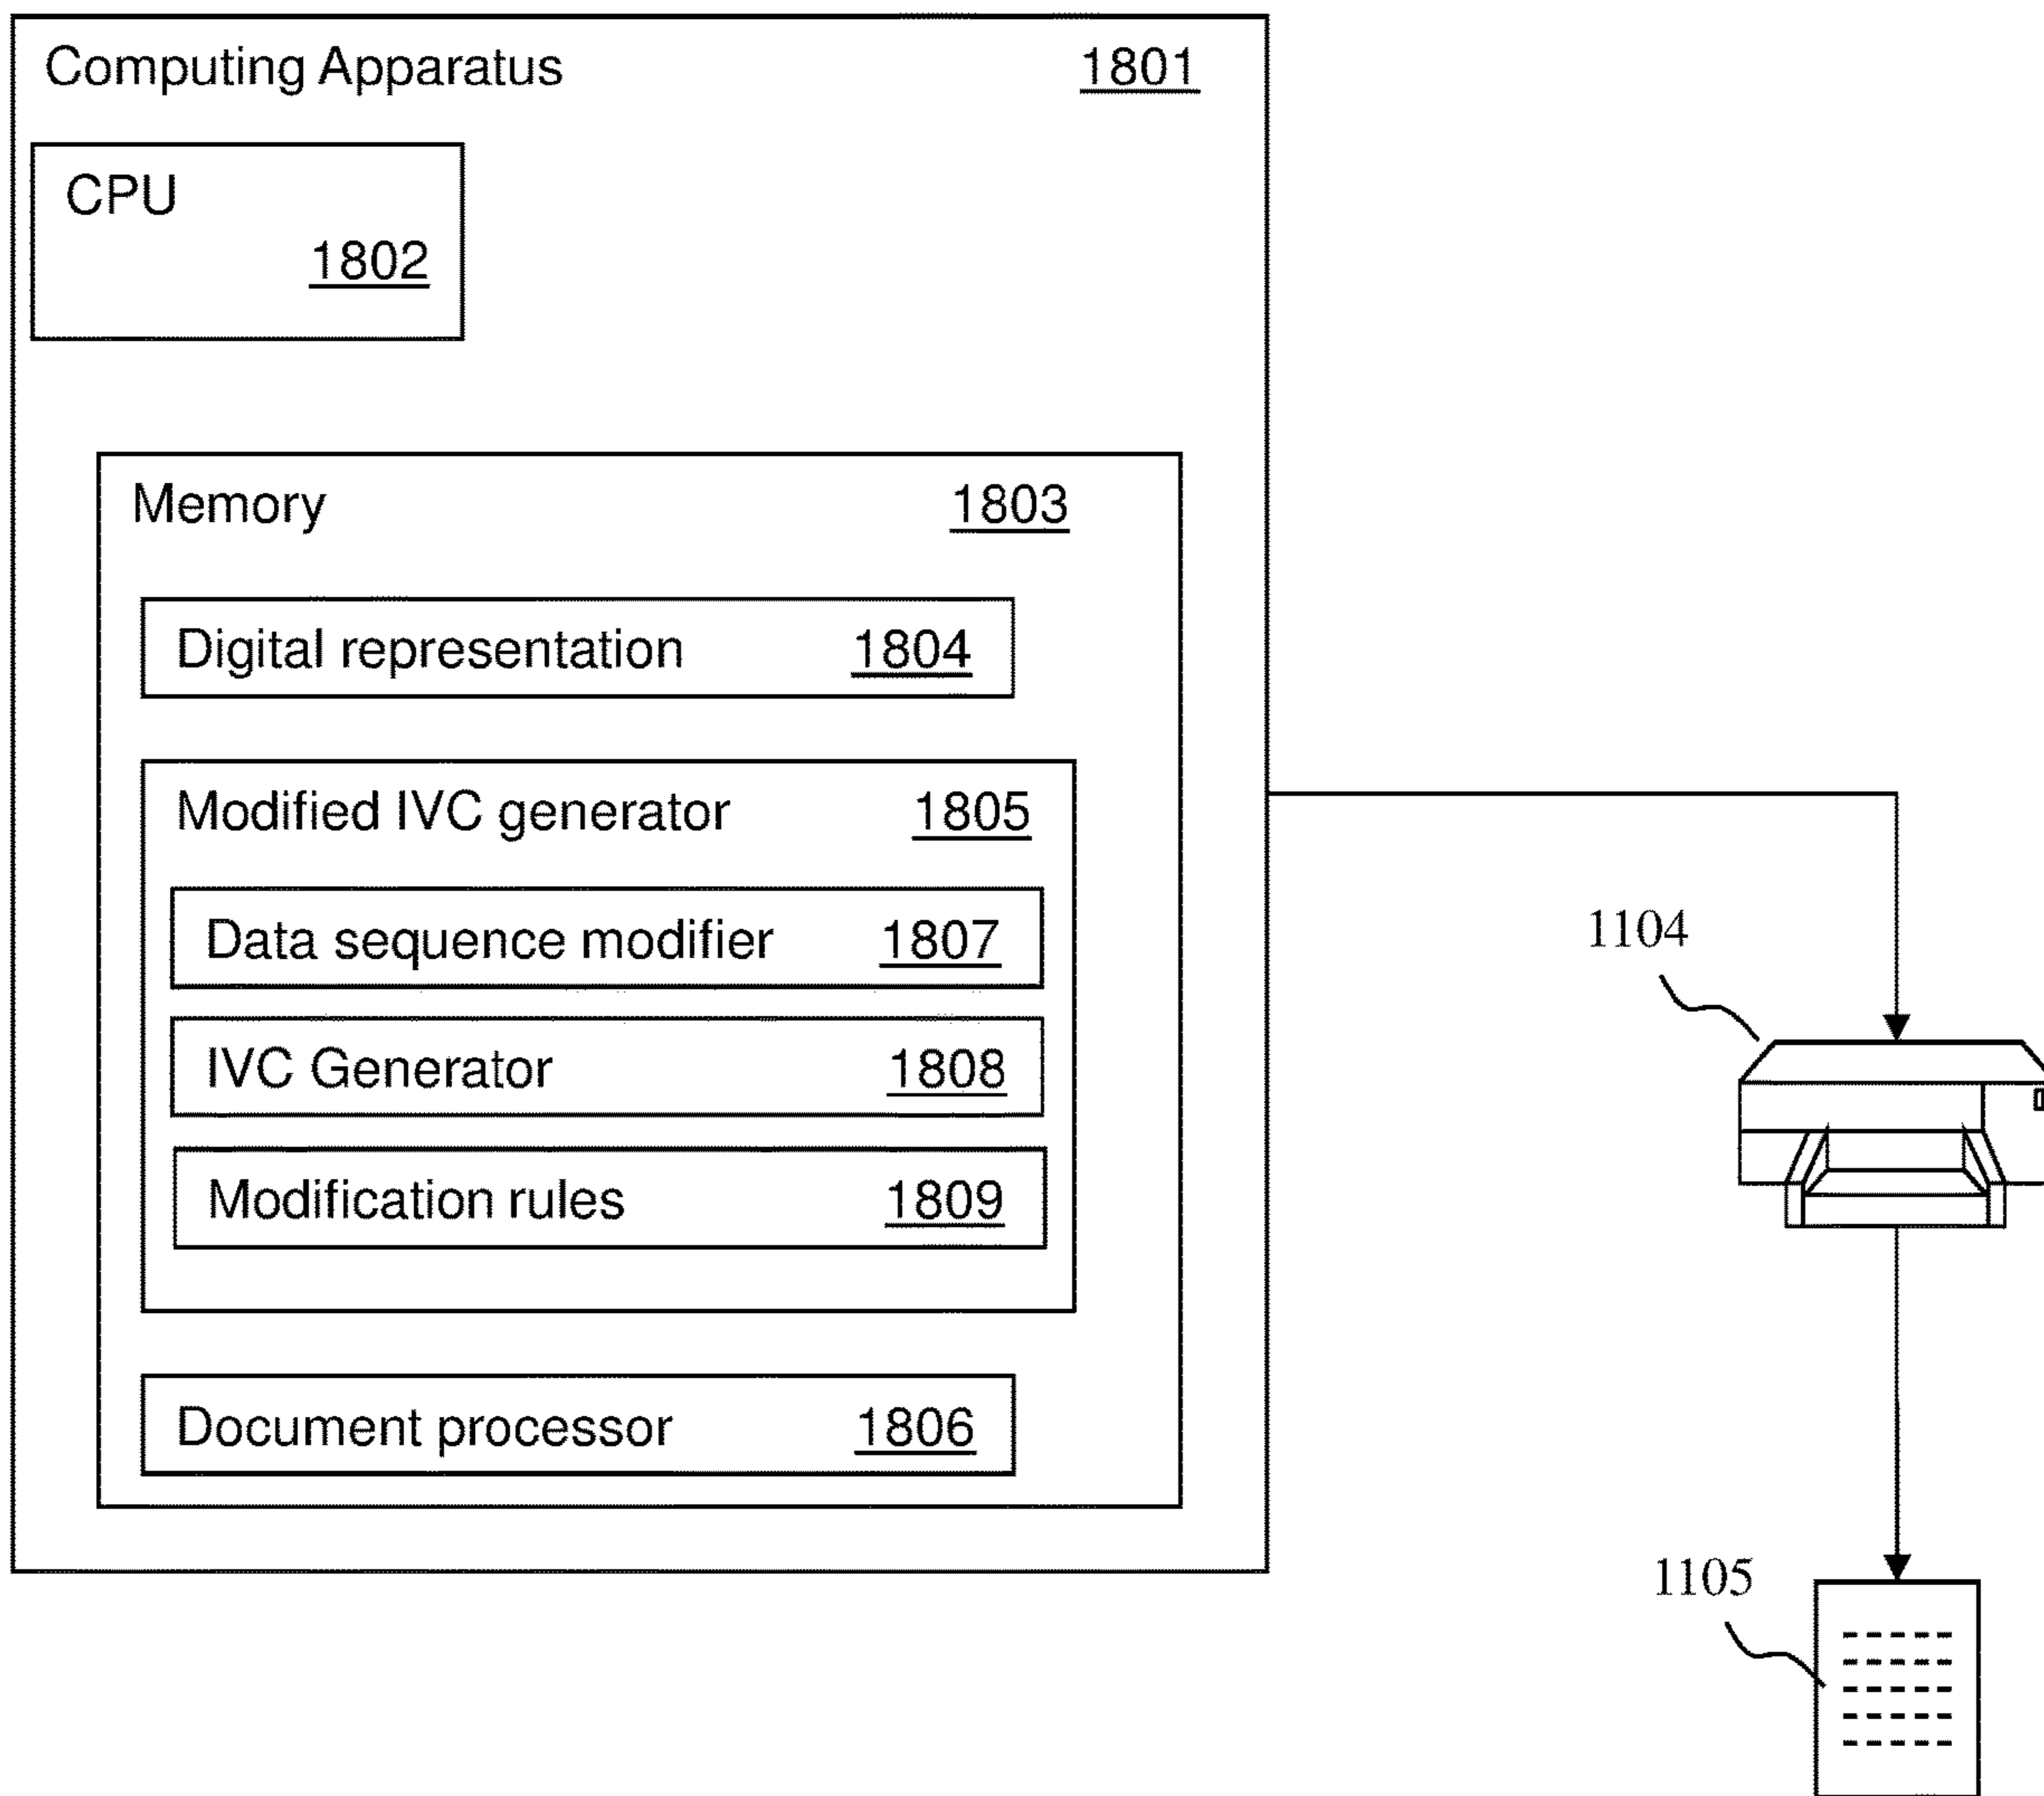 Computing Apparatus 1801
CPU
1802
Memory 1803
Digital representation 1804
Modified IVC generator 1805
Data sequence modifier 1807
IVC Generator 1808
Modification rules 1809
Document processor 1806
1104
1105